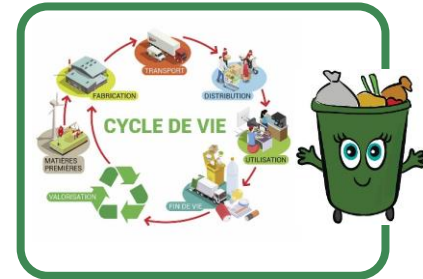 TRANSPORT
FABRICATION
DISTRIBUTION
CYCLE DE VIE
MATIÈRES
PREMIÈRES
UTILISATION
VALORISATION
FIN DE VIE